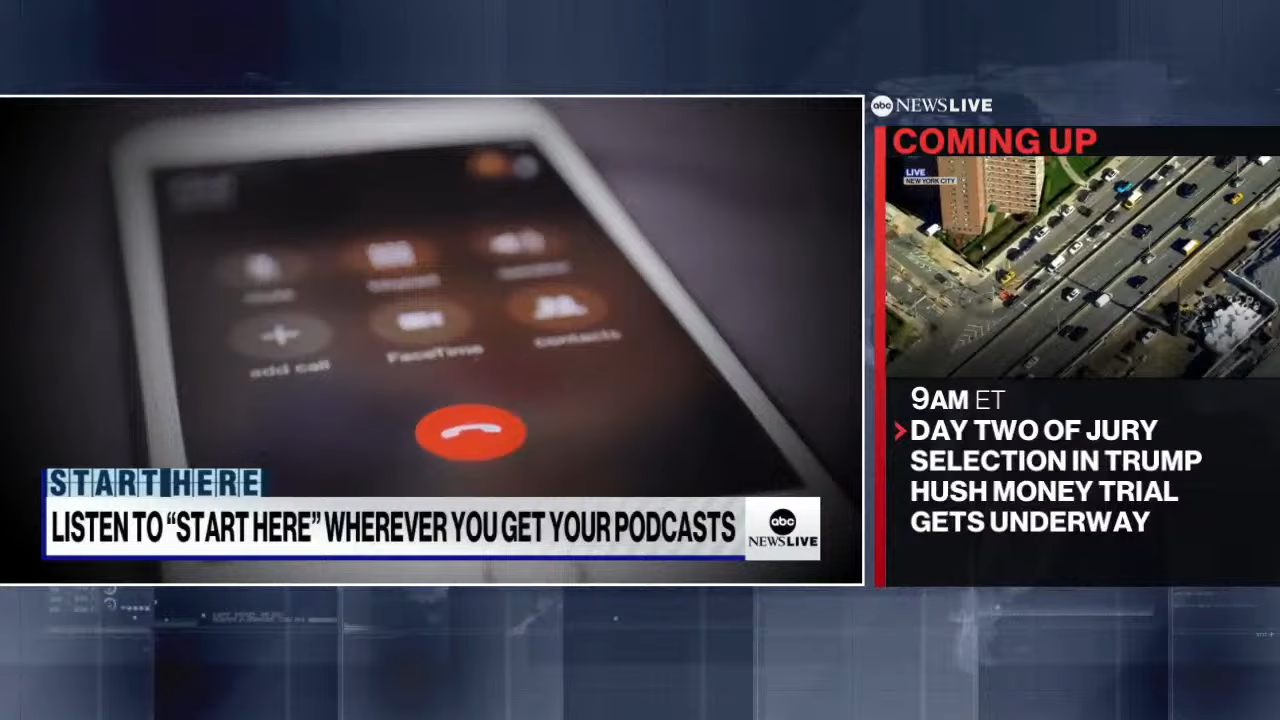 abc NEWS LIVE
COMING UP
LIVE
NEW YORK CITY
mute
add call
FaceTime
contacts
START HERE
LISTEN TO “START HERE” WHEREVER YOU GET YOUR PODCASTS
abc
NEWS LIVE
9AM ET
DAY TWO OF JURY
SELECTION IN TRUMP
HUSH MONEY TRIAL
GETS UNDERWAY